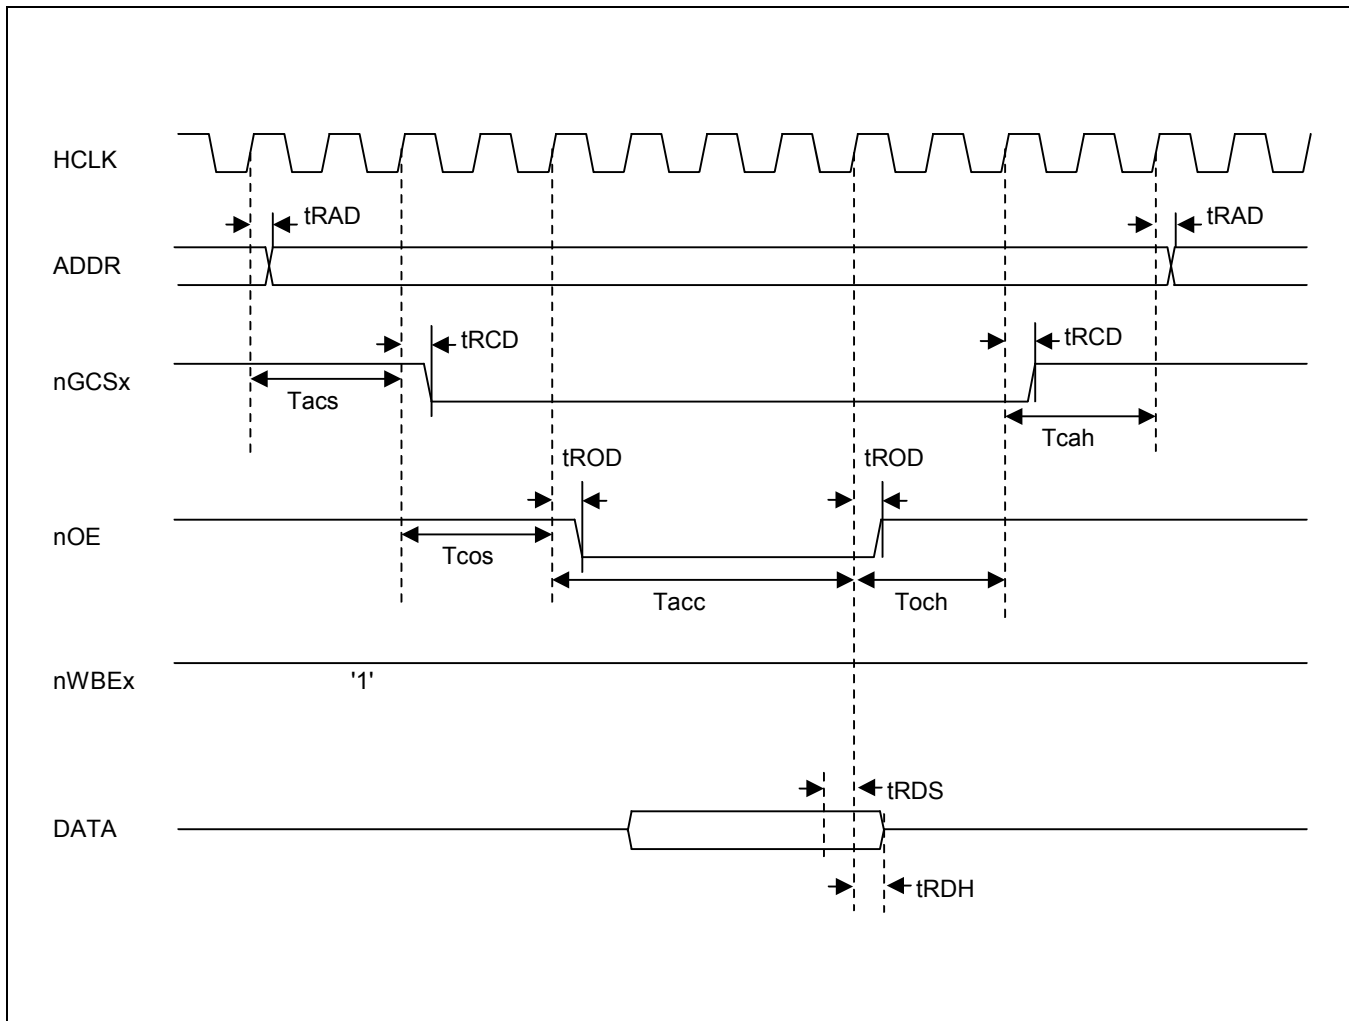 HCLK
tRAD
tRAD
ADDR
tRCD
tRCD
nGCSx
Tacs
Tcah
tROD
tROD
nOE
Tcos
Tacc
Toch
nWBEx
'1'
tRDS
DATA
tRDH